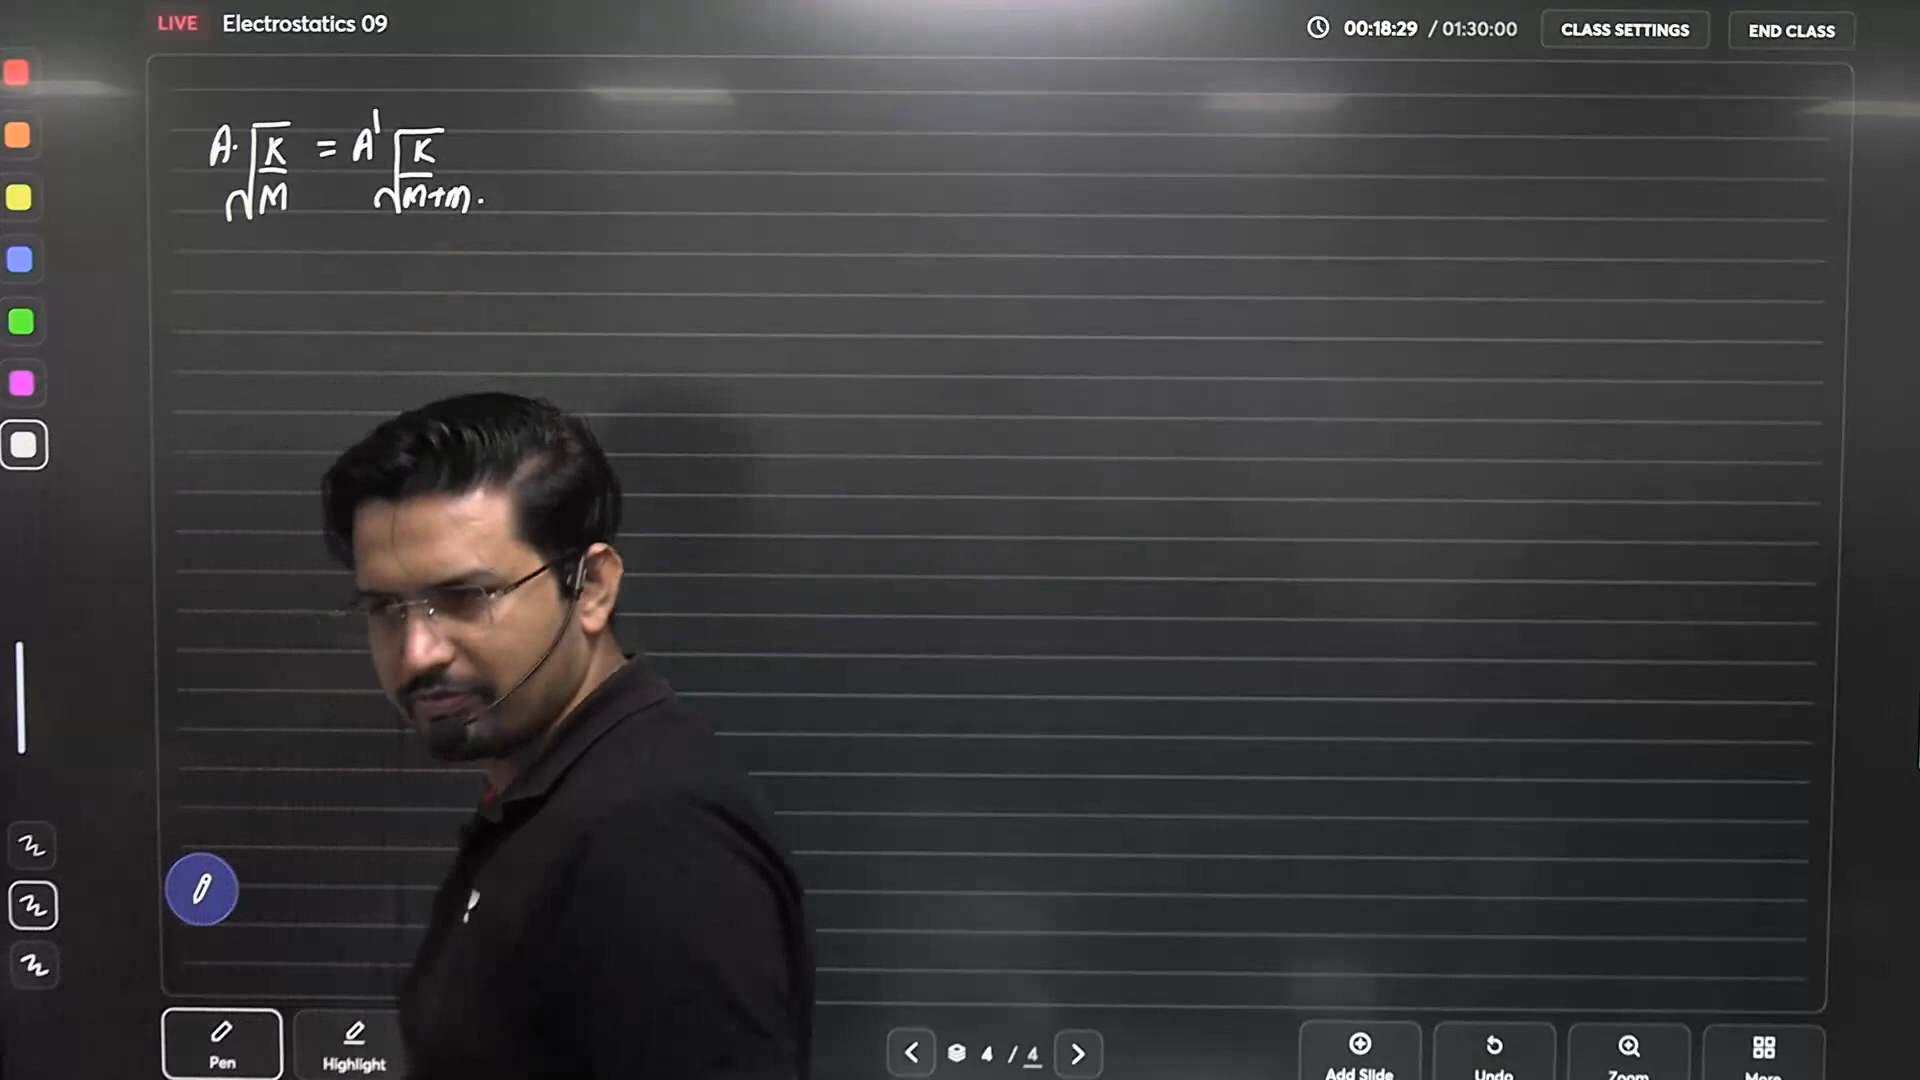 LIVE Electrostatics 09 00:18:29 / 01:30:00 CLASS SETTINGS END CLASS
A·√(K/M) = A' √(K/(M+m)).
Pen Highlight 4 / 4 Add Slide Undo Zoom More